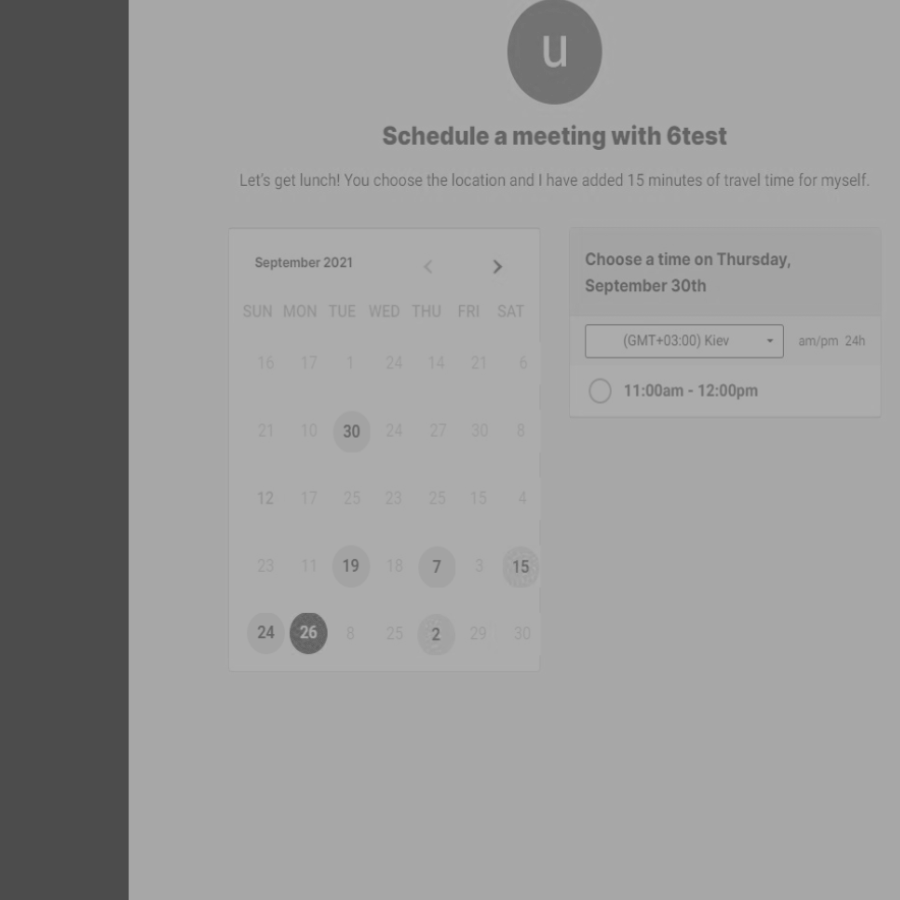 u
Schedule a meeting with 6test
Let's get lunch! You choose the location and I have added 15 minutes of travel time for myself.
September 2021
SUN MON TUE WED THU FRI SAT
16 17 1 24 14 21 6
21 10 30 24 27 30 8
12 17 25 23 25 15 4
23 11 19 18 7 3 15
24 26 8 25 2 29 30
Choose a time on Thursday,
September 30th
(GMT+03:00) Kiev am/pm 24h
11:00am - 12:00pm